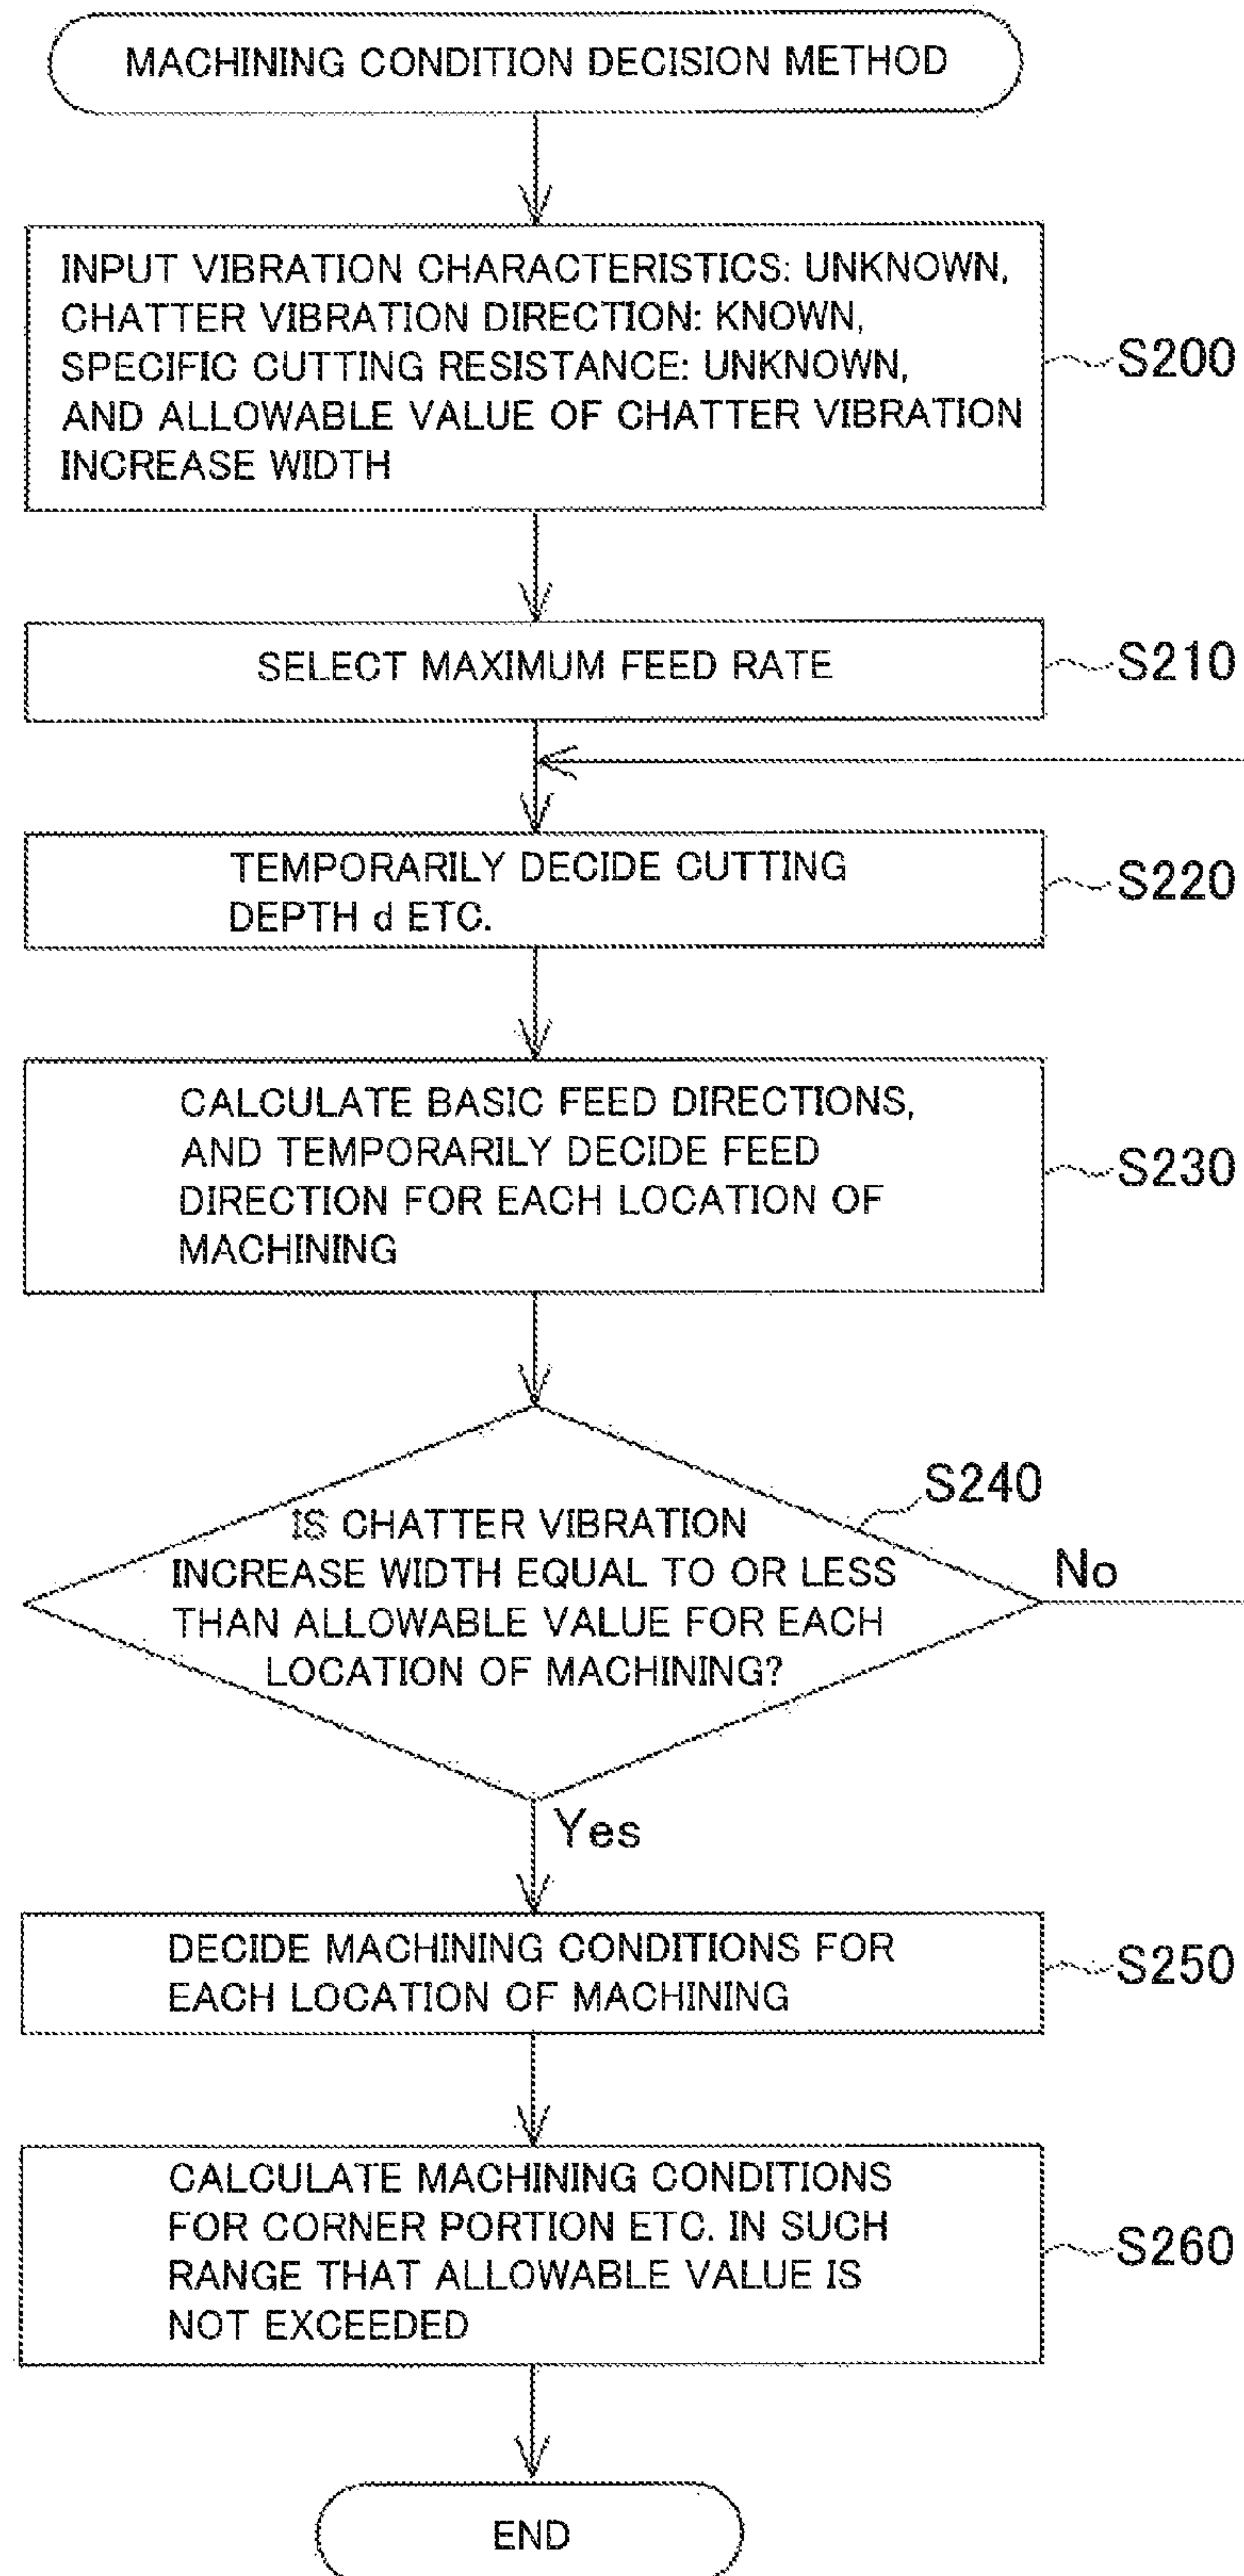 MACHINING CONDITION DECISION METHOD
INPUT VIBRATION CHARACTERISTICS: UNKNOWN,
CHATTER VIBRATION DIRECTION: KNOWN,
SPECIFIC CUTTING RESISTANCE: UNKNOWN,
AND ALLOWABLE VALUE OF CHATTER VIBRATION
INCREASE WIDTH
S200
SELECT MAXIMUM FEED RATE
S210
TEMPORARILY DECIDE CUTTING
DEPTH d ETC.
S220
CALCULATE BASIC FEED DIRECTIONS,
AND TEMPORARILY DECIDE FEED
DIRECTION FOR EACH LOCATION OF
MACHINING
S230
S240
IS CHATTER VIBRATION
INCREASE WIDTH EQUAL TO OR LESS
THAN ALLOWABLE VALUE FOR EACH
LOCATION OF MACHINING?
No
Yes
DECIDE MACHINING CONDITIONS FOR
EACH LOCATION OF MACHINING
S250
CALCULATE MACHINING CONDITIONS
FOR CORNER PORTION ETC. IN SUCH
RANGE THAT ALLOWABLE VALUE IS
NOT EXCEEDED
S260
END